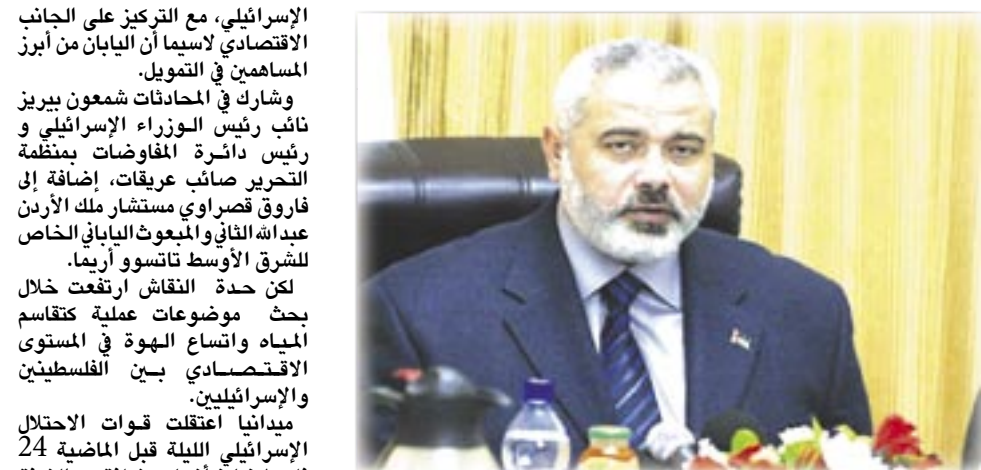 الإسرائيلي، مع التركيز على الجانب
الاقتصادي لاسيما أن اليابان من أبرز
المساهمين في التمويل.
وشارك في المحادثات شمعون بيريز
نائب رئيس الوزراء الإسرائيلي و
رئيس دائرة المفاوضات بمنظمة
التحرير صائب عريقات، إضافة إلى
فاروق قصراوي مستشار ملك الأردن
عبدالله الثاني والمبعوث الياباني الخاص
للشرق الأوسط تاتسوو أريما.
لكن حدة النقاش ارتفعت خلال
بحث موضوعات عملية كتقاسم
المياه واتساع الهوة في المستوى
الاقتصادي بين الفلسطينين
والإسرائيليين.
ميدانيا اعتقلت قوات الاحتلال
الإسرائيلي الليلة قبل الماضية 24